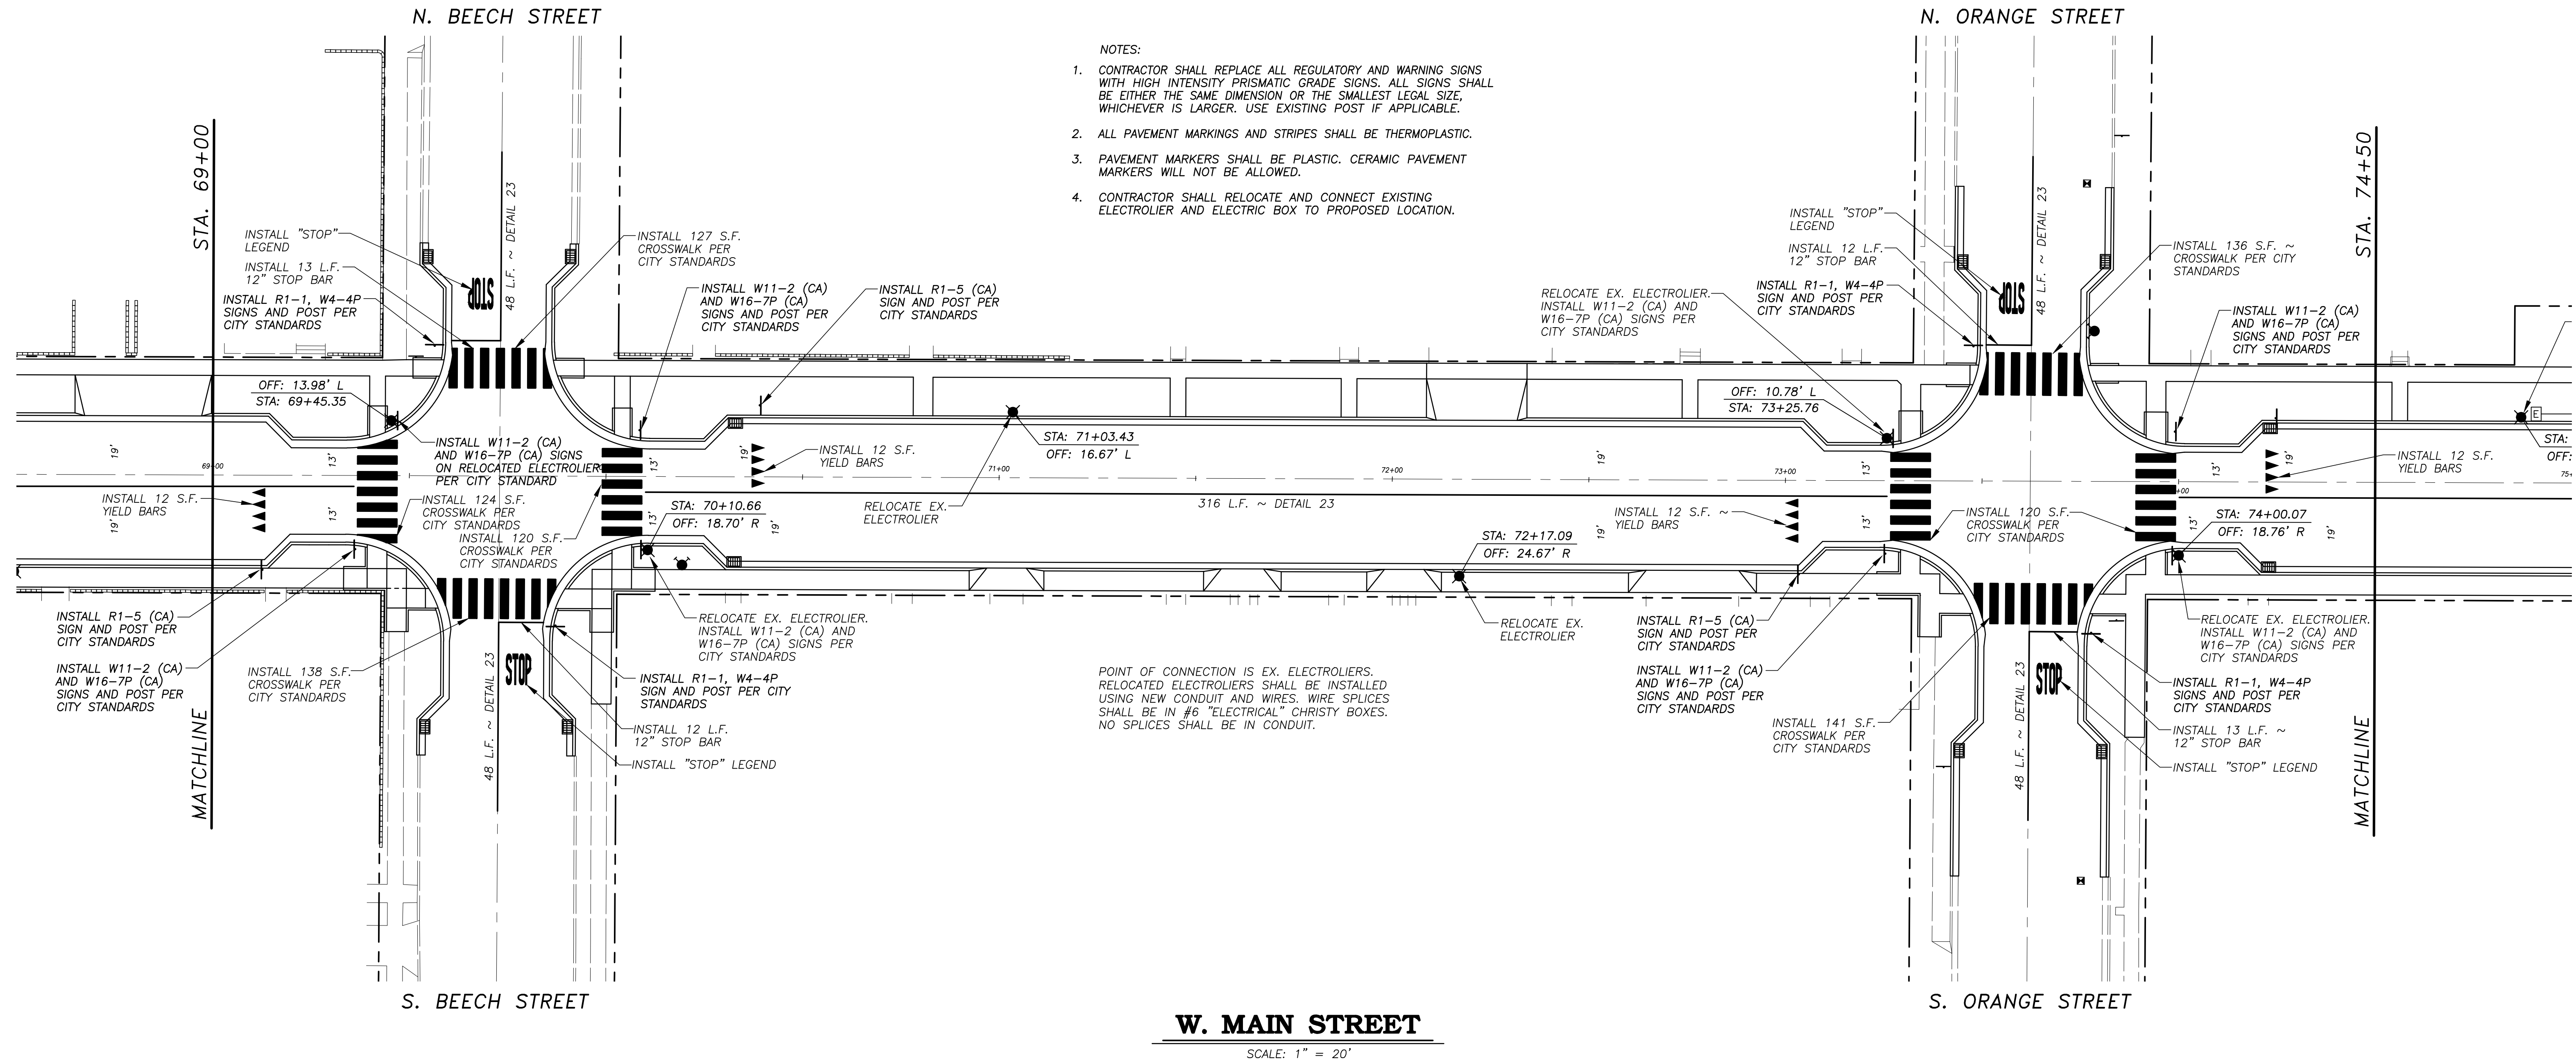 N. BEECH STREET
N. ORANGE STREET
NOTES:
1. CONTRACTOR SHALL REPLACE ALL REGULATORY AND WARNING SIGNS
WITH HIGH INTENSITY PRISMATIC GRADE SIGNS. ALL SIGNS SHALL
BE EITHER THE SAME DIMENSION OR THE SMALLEST LEGAL SIZE,
WHICHEVER IS LARGER. USE EXISTING POST IF APPLICABLE.
2. ALL PAVEMENT MARKINGS AND STRIPES SHALL BE THERMOPLASTIC.
3. PAVEMENT MARKERS SHALL BE PLASTIC. CERAMIC PAVEMENT
MARKERS WILL NOT BE ALLOWED.
4. CONTRACTOR SHALL RELOCATE AND CONNECT EXISTING
ELECTROLIER AND ELECTRIC BOX TO PROPOSED LOCATION.
STA. 69+00
MATCHLINE
INSTALL "STOP"
LEGEND
INSTALL 13 L.F.
12" STOP BAR
INSTALL R1-1, W4-4P
SIGNS AND POST PER
CITY STANDARDS
STOP
48 L.F. ~ DETAIL 23
INSTALL 127 S.F.
CROSSWALK PER
CITY STANDARDS
INSTALL W11-2 (CA)
AND W16-7P (CA)
SIGNS AND POST PER
CITY STANDARDS
INSTALL R1-5 (CA)
SIGN AND POST PER
CITY STANDARDS
OFF: 13.98' L
STA: 69+45.35
INSTALL W11-2 (CA)
AND W16-7P (CA) SIGNS
ON RELOCATED ELECTROLIER
PER CITY STANDARD
69+00
19'
19'
13'
13'
INSTALL 12 S.F.
YIELD BARS
INSTALL 124 S.F.
CROSSWALK PER
CITY STANDARDS
INSTALL 120 S.F.
CROSSWALK PER
CITY STANDARDS
13'
13'
19'
19'
INSTALL 12 S.F.
YIELD BARS
STA: 70+10.66
OFF: 18.70' R
RELOCATE EX.
ELECTROLIER
STA: 71+03.43
OFF: 16.67' L
71+00
72+00
73+00
316 L.F. ~ DETAIL 23
STA: 72+17.09
OFF: 24.67' R
RELOCATE EX.
ELECTROLIER
INSTALL R1-5 (CA)
SIGN AND POST PER
CITY STANDARDS
INSTALL W11-2 (CA)
AND W16-7P (CA)
SIGNS AND POST PER
CITY STANDARDS
INSTALL 138 S.F.
CROSSWALK PER
CITY STANDARDS
48 L.F. ~ DETAIL 23
STOP
RELOCATE EX. ELECTROLIER.
INSTALL W11-2 (CA) AND
W16-7P (CA) SIGNS PER
CITY STANDARDS
INSTALL R1-1, W4-4P
SIGN AND POST PER CITY
STANDARDS
INSTALL 12 L.F.
12" STOP BAR
INSTALL "STOP" LEGEND
POINT OF CONNECTION IS EX. ELECTROLIERS.
RELOCATED ELECTROLIERS SHALL BE INSTALLED
USING NEW CONDUIT AND WIRES. WIRE SPLICES
SHALL BE IN #6 "ELECTRICAL" CHRISTY BOXES.
NO SPLICES SHALL BE IN CONDUIT.
INSTALL "STOP"
LEGEND
INSTALL 12 L.F.
12" STOP BAR
INSTALL R1-1, W4-4P
SIGN AND POST PER
CITY STANDARDS
RELOCATE EX. ELECTROLIER.
INSTALL W11-2 (CA) AND
W16-7P (CA) SIGNS PER
CITY STANDARDS
OFF: 10.78' L
STA: 73+25.76
STOP
48 L.F. ~ DETAIL 23
INSTALL 136 S.F. ~
CROSSWALK PER CITY
STANDARDS
INSTALL W11-2 (CA)
AND W16-7P (CA)
SIGNS AND POST PER
CITY STANDARDS
STA. 74+50
MATCHLINE
19'
19'
13'
13'
INSTALL 12 S.F. ~
YIELD BARS
INSTALL 120 S.F.
CROSSWALK PER
CITY STANDARDS
13'
13'
19'
+00
INSTALL 12 S.F.
YIELD BARS
STA: 74+00.07
OFF: 18.76' R
E
STA:
OFF:
75+
INSTALL R1-5 (CA)
SIGN AND POST PER
CITY STANDARDS
INSTALL W11-2 (CA)
AND W16-7P (CA)
SIGNS AND POST PER
CITY STANDARDS
INSTALL 141 S.F.
CROSSWALK PER
CITY STANDARDS
48 L.F. ~ DETAIL 23
STOP
RELOCATE EX. ELECTROLIER.
INSTALL W11-2 (CA) AND
W16-7P (CA) SIGNS PER
CITY STANDARDS
INSTALL R1-1, W4-4P
SIGNS AND POST PER
CITY STANDARDS
INSTALL 13 L.F. ~
12" STOP BAR
INSTALL "STOP" LEGEND
S. BEECH STREET
S. ORANGE STREET
W. MAIN STREET
SCALE: 1" = 20'